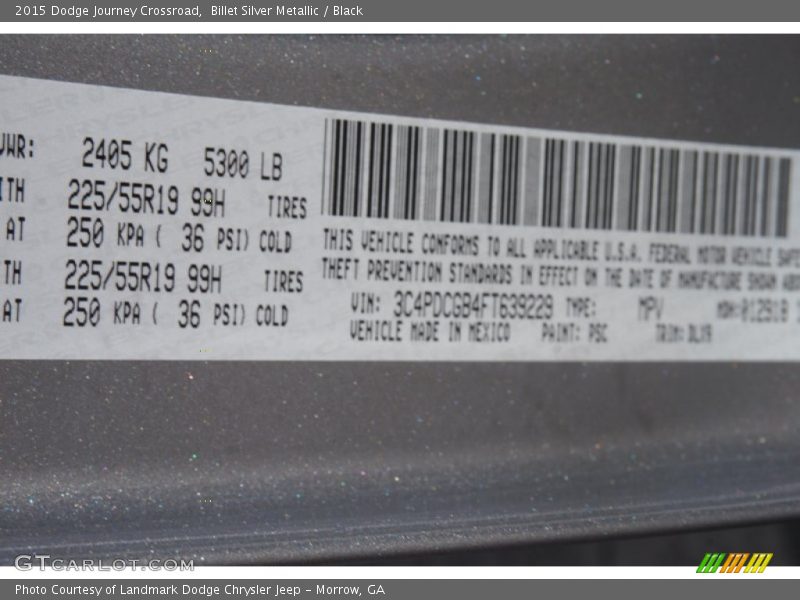 2015 Dodge Journey Crossroad, Billet Silver Metallic / Black
2405 KG 5300 LB
225/55R19 99H TIRES
AT 250 KPA ( 36 PSI) COLD
225/55R19 99H TIRES
AT 250 KPA ( 36 PSI) COLD
THIS VEHICLE CONFORMS TO ALL APPLICABLE U.S.A. FEDERAL MOTOR VEHICLE
THEFT PREVENTION STANDARDS IN EFFECT ON THE DATE OF MANUFACTURE SHOWN
VIN: 3C4PDCGB4FT639229 TYPE: MPV
VEHICLE MADE IN MEXICO PAINT: PSC TRIM:
GTCARLOT.COM
Photo Courtesy of Landmark Dodge Chrysler Jeep – Morrow, GA